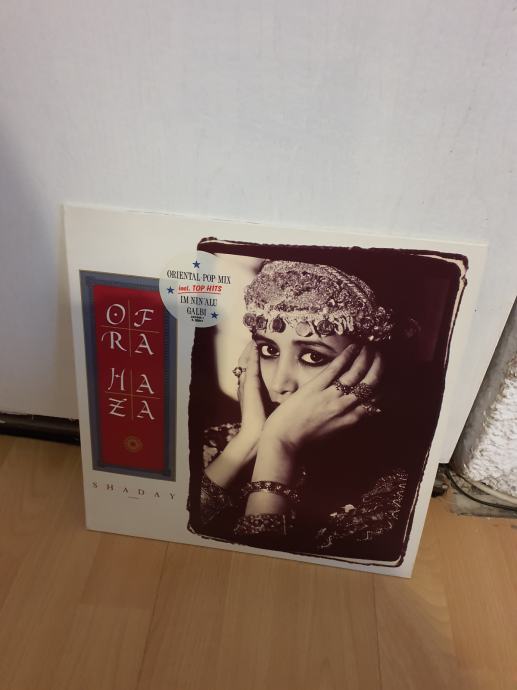 OF
RA
HA
ZA
SHADAY
ORIENTAL POP MIX
incl. TOP HITS
IM NIN'ALU
GALBI